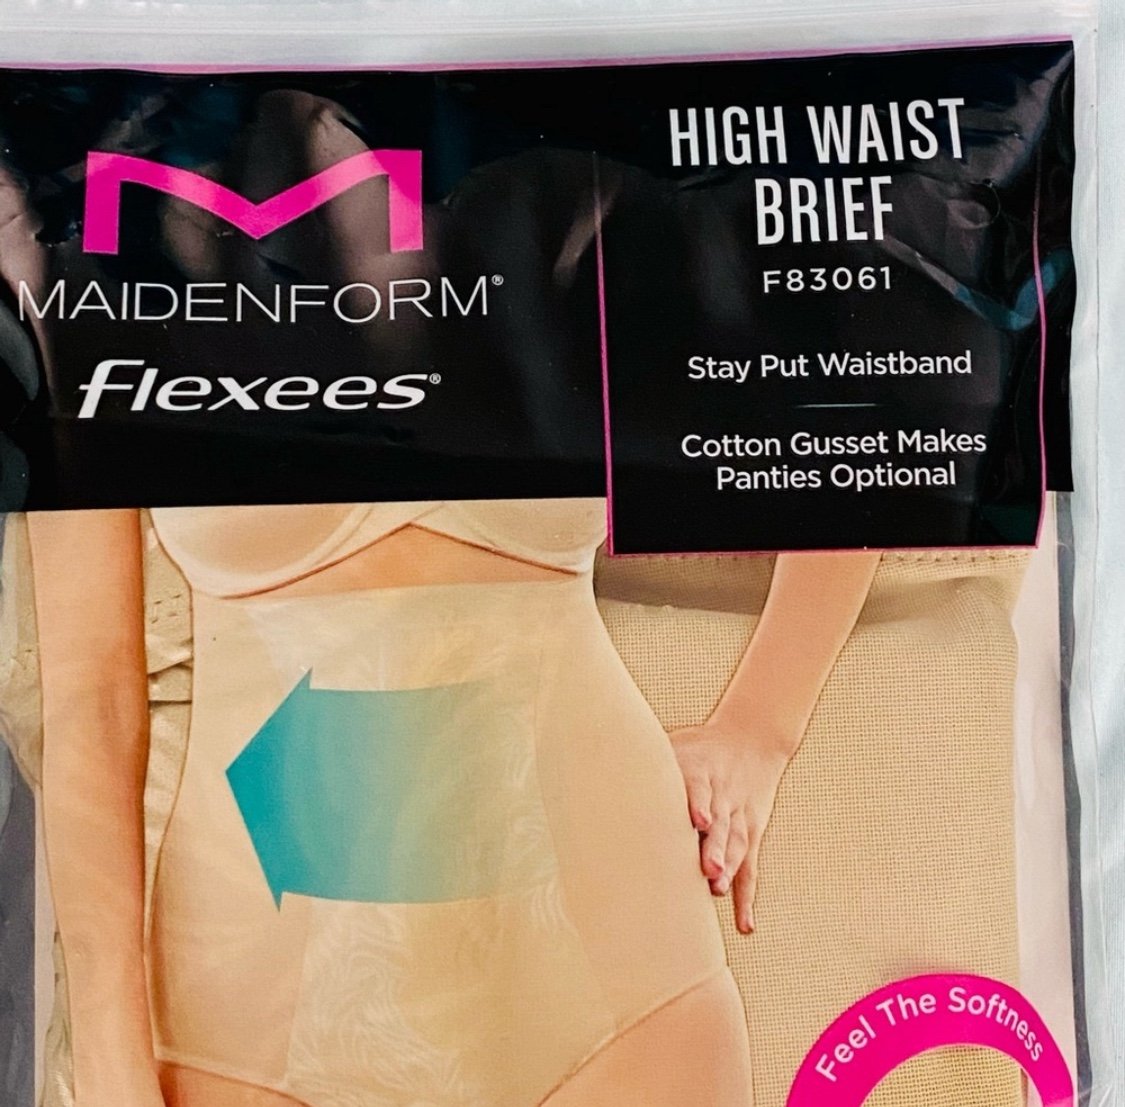 MAIDENFORM®
flexees®
HIGH WAIST
BRIEF
F83061
Stay Put Waistband
Cotton Gusset Makes
Panties Optional
Feel The Softness